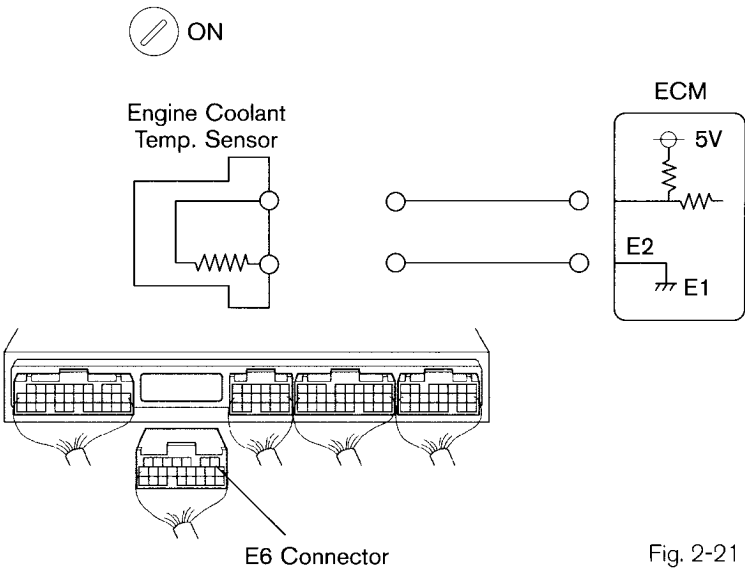 ON
Engine Coolant
Temp. Sensor
ECM
5V
E2
E1
E6 Connector
Fig. 2-21